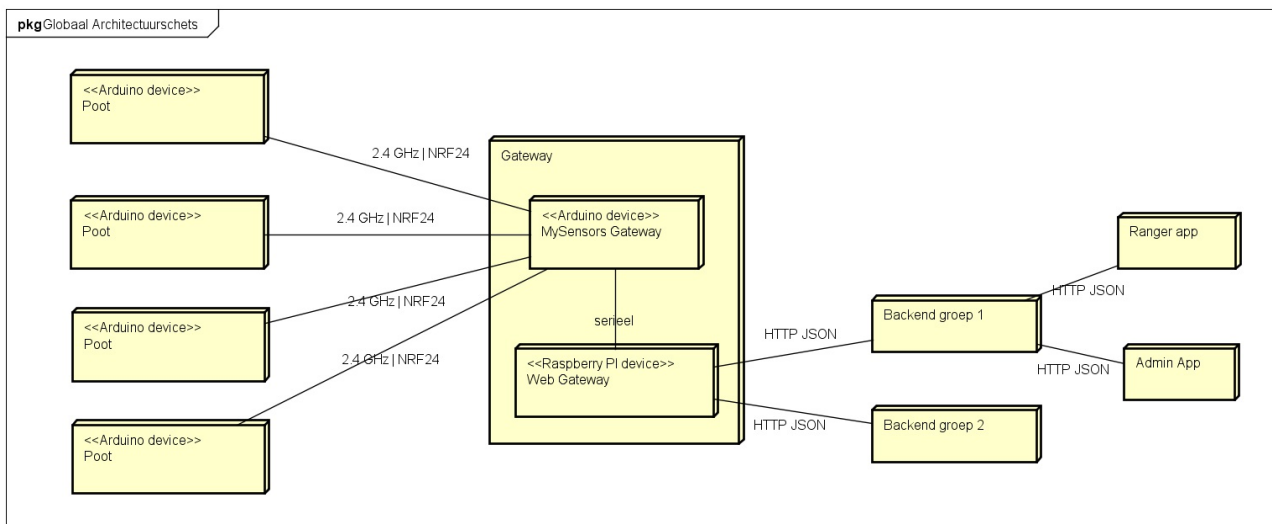 pkg Globaal Architectuurschets
<<Arduino device>>
Poot
2.4 GHz | NRF24
<<Arduino device>>
Poot
2.4 GHz | NRF24
<<Arduino device>>
Poot
2.4 GHz | NRF24
<<Arduino device>>
Poot
2.4 GHz | NRF24
Gateway
<<Arduino device>>
MySensors Gateway
serieel
<<Raspberry PI device>>
Web Gateway
HTTP JSON
HTTP JSON
Backend groep 1
Backend groep 2
HTTP JSON
HTTP JSON
Ranger app
Admin App